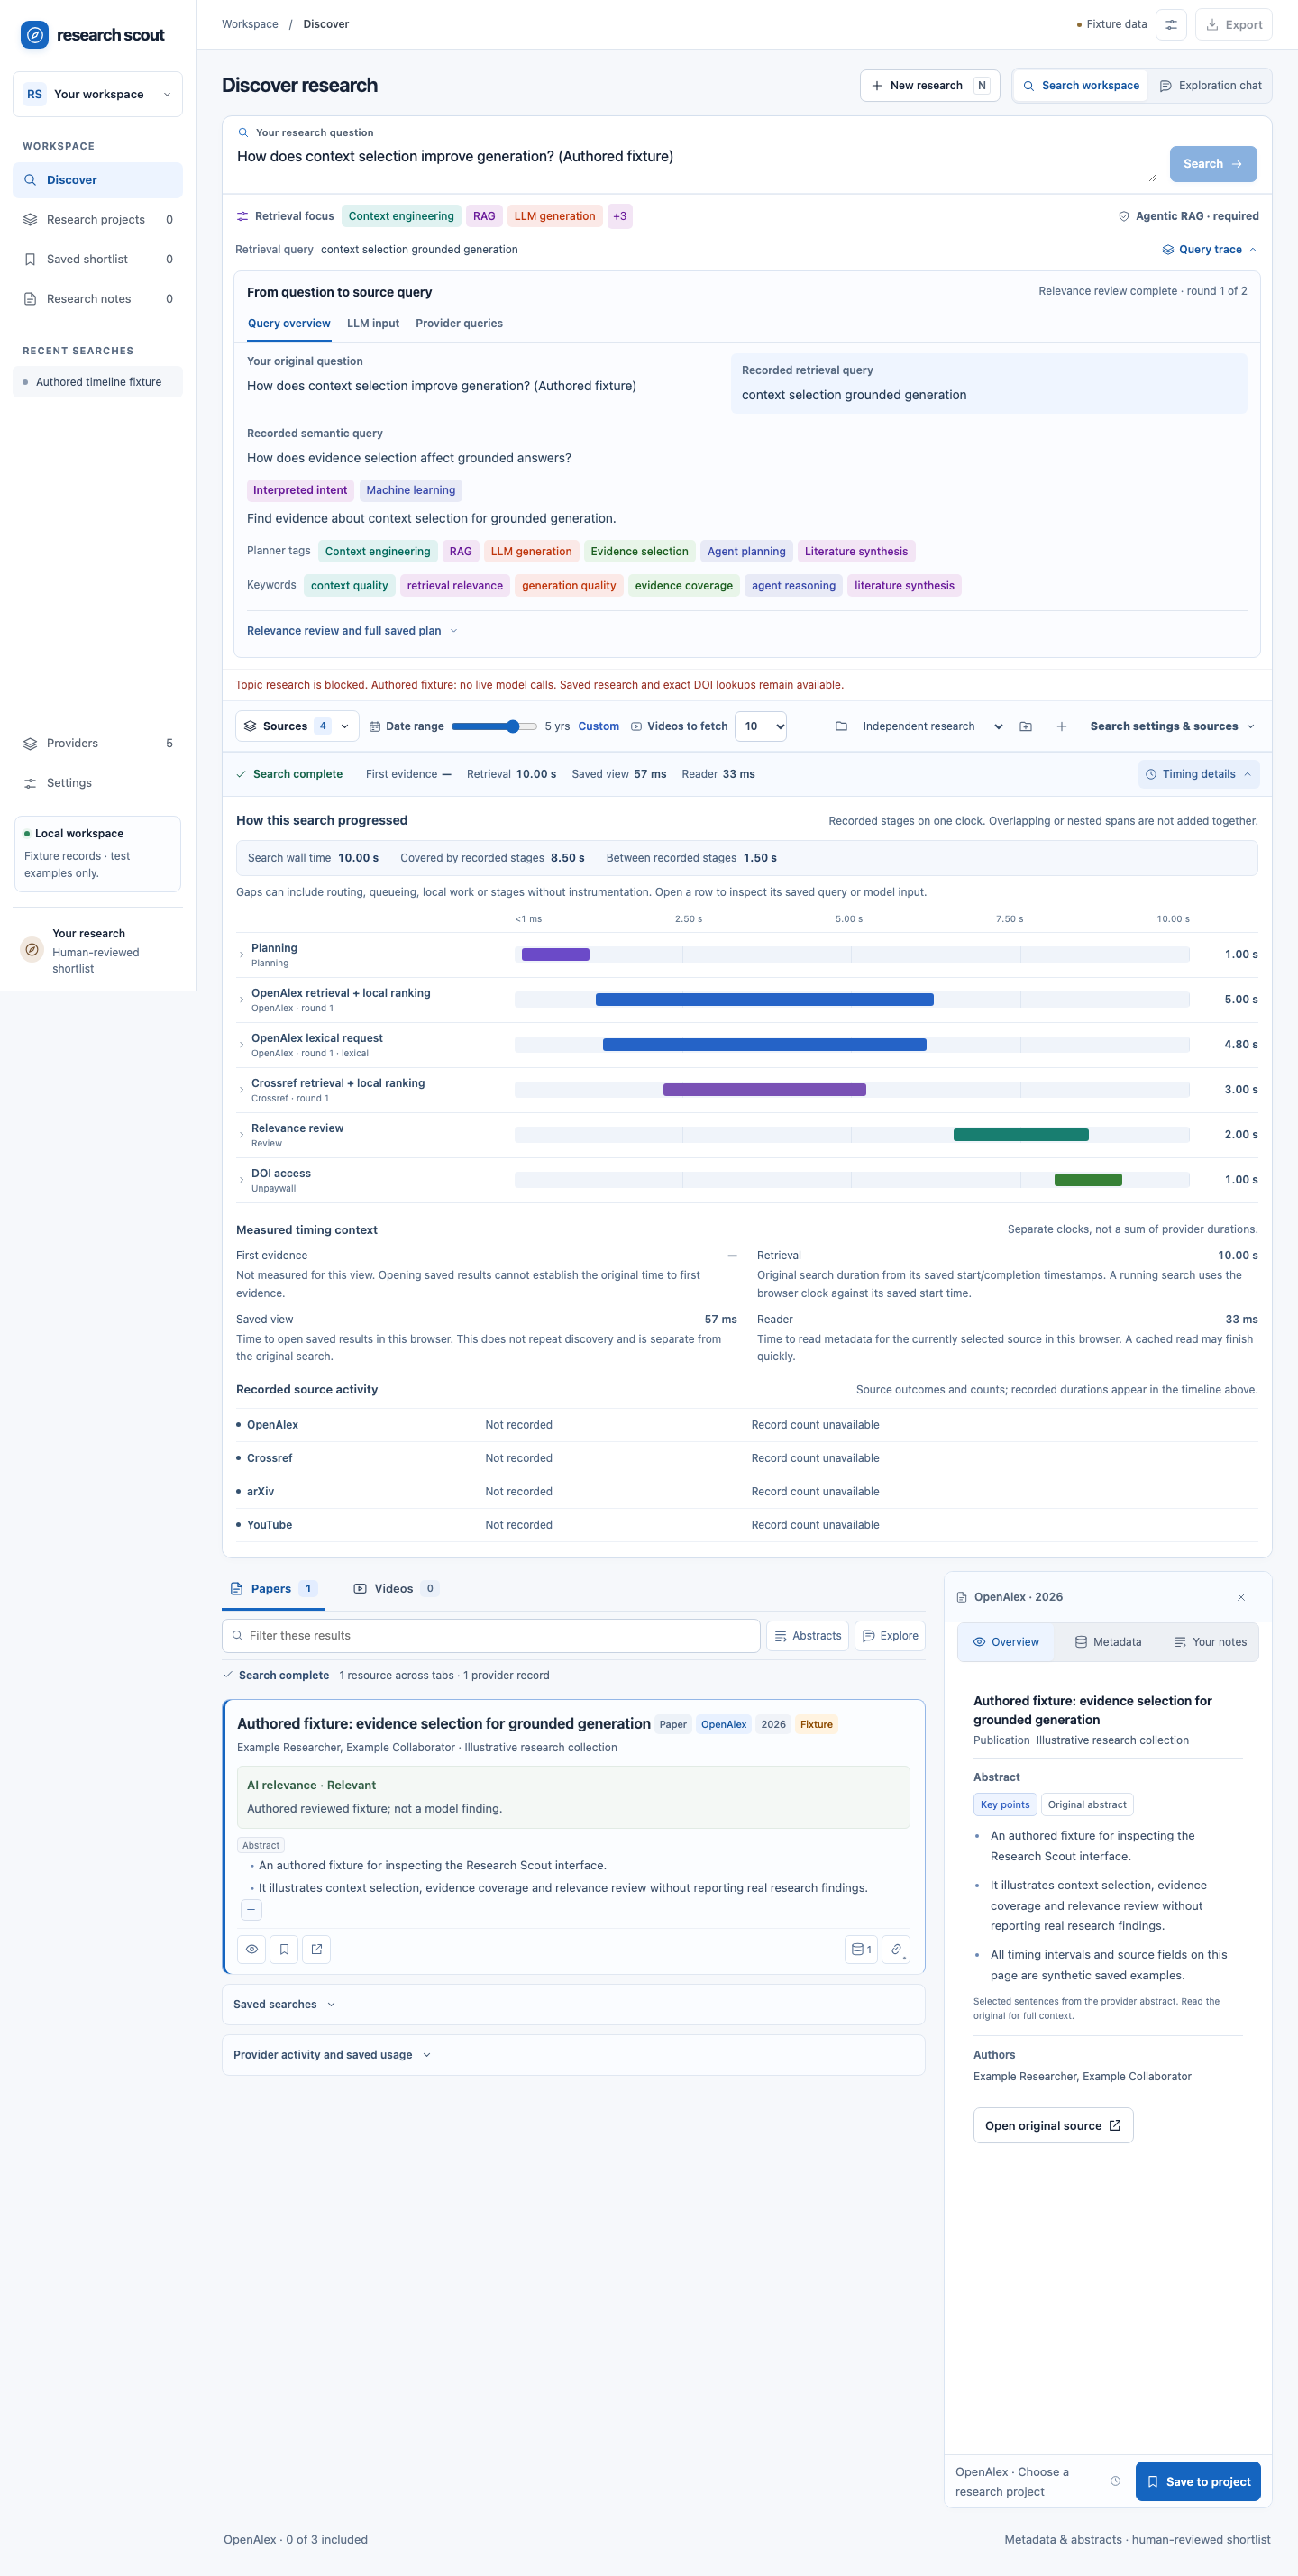 research scout
RS Your workspace
WORKSPACE
Discover
Research projects 0
Saved shortlist 0
Research notes 0
RECENT SEARCHES
Authored timeline fixture
Providers 5
Settings
Local workspace
Fixture records · test
examples only.
Your research
Human-reviewed
shortlist
Workspace / Discover
Fixture data
Export
Discover research
New research N
Search workspace
Exploration chat
Your research question
How does context selection improve generation? (Authored fixture)
Search
Retrieval focus Context engineering RAG LLM generation +3
Agentic RAG · required
Retrieval query context selection grounded generation
Query trace
From question to source query
Relevance review complete · round 1 of 2
Query overview LLM input Provider queries
Your original question
How does context selection improve generation? (Authored fixture)
Recorded retrieval query
context selection grounded generation
Recorded semantic query
How does evidence selection affect grounded answers?
Interpreted intent Machine learning
Find evidence about context selection for grounded generation.
Planner tags Context engineering RAG LLM generation Evidence selection Agent planning Literature synthesis
Keywords context quality retrieval relevance generation quality evidence coverage agent reasoning literature synthesis
Relevance review and full saved plan
Topic research is blocked. Authored fixture: no live model calls. Saved research and exact DOI lookups remain available.
Sources 4 Date range 5 yrs Custom Videos to fetch 10
Independent research
Search settings & sources
Search complete First evidence — Retrieval 10.00 s Saved view 57 ms Reader 33 ms
Timing details
How this search progressed
Recorded stages on one clock. Overlapping or nested spans are not added together.
Search wall time 10.00 s Covered by recorded stages 8.50 s Between recorded stages 1.50 s
Gaps can include routing, queueing, local work or stages without instrumentation. Open a row to inspect its saved query or model input.
<1 ms 2.50 s 5.00 s 7.50 s 10.00 s
Planning 1.00 s
Planning
OpenAlex retrieval + local ranking 5.00 s
OpenAlex · round 1
OpenAlex lexical request 4.80 s
OpenAlex · round 1 · lexical
Crossref retrieval + local ranking 3.00 s
Crossref · round 1
Relevance review 2.00 s
Review
DOI access 1.00 s
Unpaywall
Measured timing context
Separate clocks, not a sum of provider durations.
First evidence —
Not measured for this view. Opening saved results cannot establish the original time to first
evidence.
Retrieval 10.00 s
Original search duration from its saved start/completion timestamps. A running search uses the
browser clock against its saved start time.
Saved view 57 ms
Time to open saved results in this browser. This does not repeat discovery and is separate from
the original search.
Reader 33 ms
Time to read metadata for the currently selected source in this browser. A cached read may finish
quickly.
Recorded source activity
Source outcomes and counts; recorded durations appear in the timeline above.
OpenAlex Not recorded Record count unavailable
Crossref Not recorded Record count unavailable
arXiv Not recorded Record count unavailable
YouTube Not recorded Record count unavailable
Papers 1 Videos 0
Filter these results
Abstracts
Explore
Search complete 1 resource across tabs · 1 provider record
Authored fixture: evidence selection for grounded generation Paper OpenAlex 2026 Fixture
Example Researcher, Example Collaborator · Illustrative research collection
AI relevance · Relevant
Authored reviewed fixture; not a model finding.
Abstract
· An authored fixture for inspecting the Research Scout interface.
· It illustrates context selection, evidence coverage and relevance review without reporting real research findings.
1
Saved searches
Provider activity and saved usage
OpenAlex · 2026
Overview Metadata Your notes
Authored fixture: evidence selection for
grounded generation
Publication Illustrative research collection
Abstract
Key points Original abstract
An authored fixture for inspecting the
Research Scout interface.
It illustrates context selection, evidence
coverage and relevance review without
reporting real research findings.
All timing intervals and source fields on this
page are synthetic saved examples.
Selected sentences from the provider abstract. Read the
original for full context.
Authors
Example Researcher, Example Collaborator
Open original source
OpenAlex · Choose a
research project
Save to project
OpenAlex · 0 of 3 included
Metadata & abstracts · human-reviewed shortlist